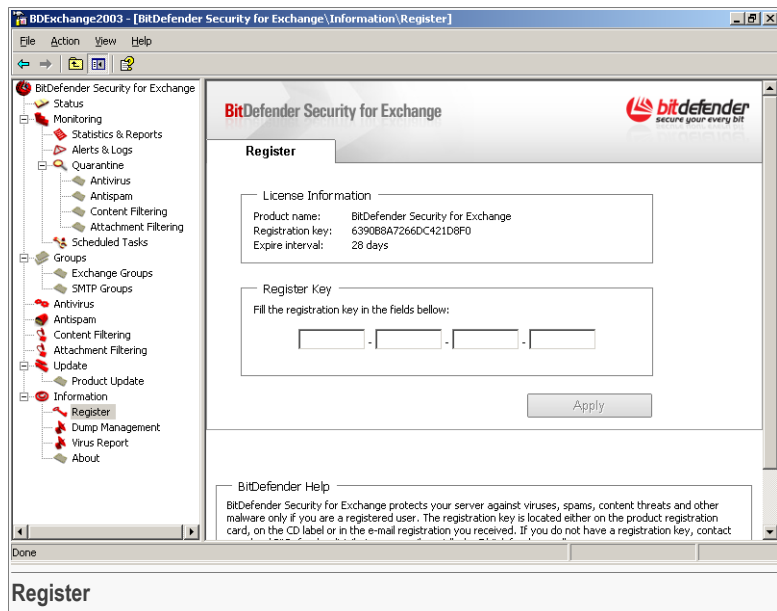 BDExchange2003 - [BitDefender Security for Exchange\Information\Register]
File Action View Help
BitDefender Security for Exchange
Status
Monitoring
Statistics & Reports
Alerts & Logs
Quarantine
Antivirus
Antispam
Content Filtering
Attachment Filtering
Scheduled Tasks
Groups
Exchange Groups
SMTP Groups
Antivirus
Antispam
Content Filtering
Attachment Filtering
Update
Product Update
Information
Register
Dump Management
Virus Report
About
BitDefender Security for Exchange
bitdefender
secure your every bit
Register
License Information
Product name: BitDefender Security for Exchange
Registration key: 6390B8A7266DC421D8F0
Expire interval: 28 days
Register Key
Fill the registration key in the fields bellow:
- - -
Apply
BitDefender Help
BitDefender Security for Exchange protects your server against viruses, spams, content threats and other
malware only if you are a registered user. The registration key is located either on the product registration
card, on the CD label or in the e-mail registration you received. If you do not have a registration key, contact
Done
Register